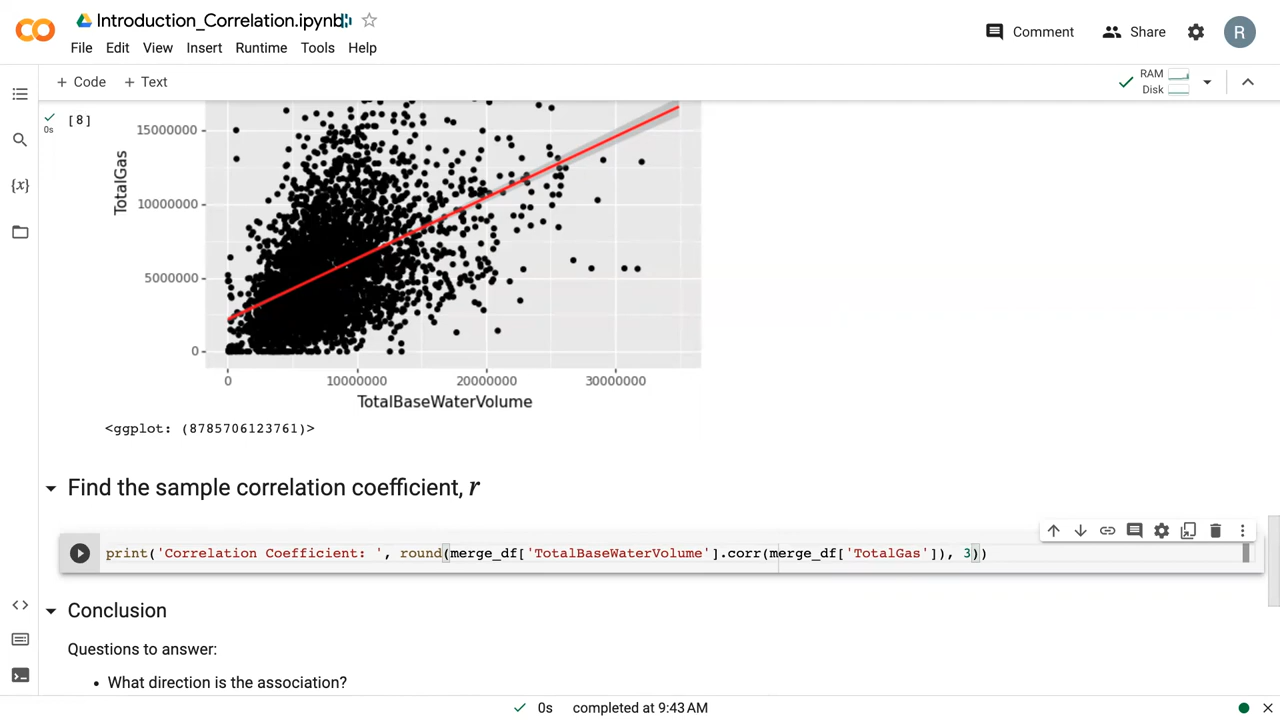 Introduction_Correlation.ipynb
File Edit View Insert Runtime Tools Help
Comment Share R
+ Code + Text
RAM
Disk
0s
[8]
15000000
10000000
5000000
0
TotalGas
0 10000000 20000000 30000000
TotalBaseWaterVolume
<ggplot: (8785706123761)>
Find the sample correlation coefficient, r
print('Correlation Coefficient: ', round(merge_df['TotalBaseWaterVolume'].corr(merge_df['TotalGas']), 3))
Conclusion
Questions to answer:
• What direction is the association?
0s completed at 9:43 AM
{x}